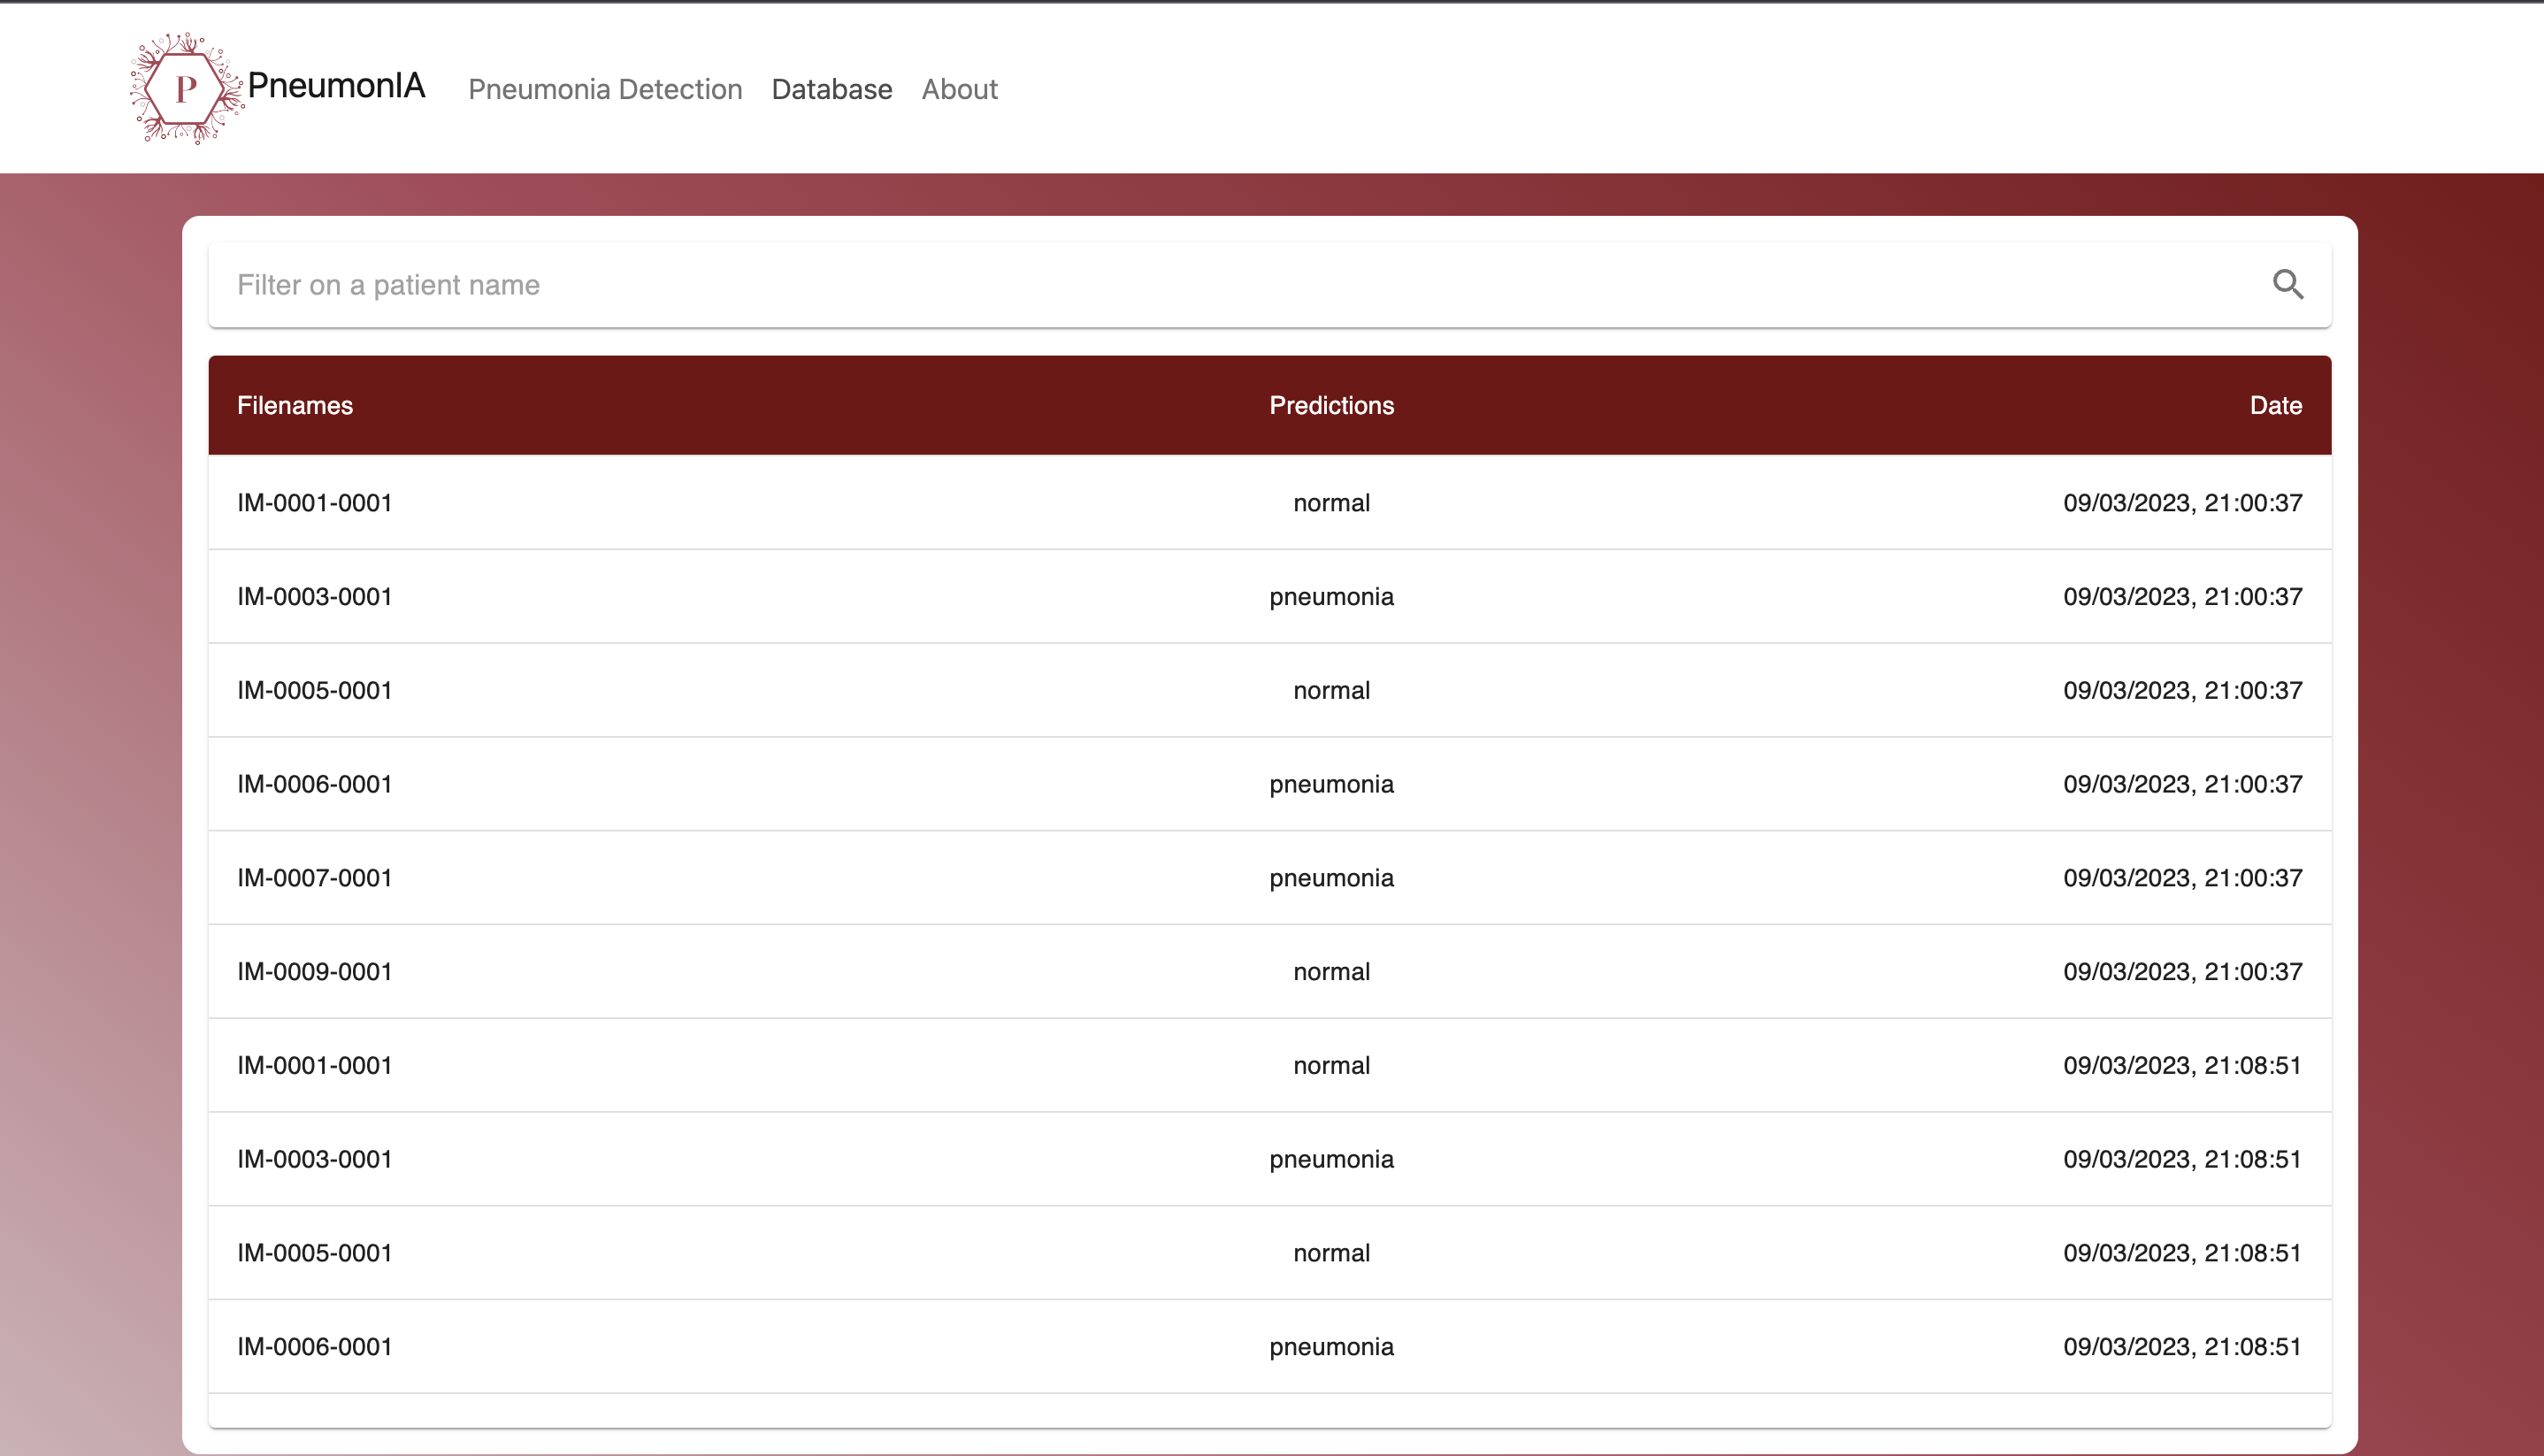 P PneumonIA Pneumonia Detection Database About
Filter on a patient name
Filenames Predictions Date
IM-0001-0001 normal 09/03/2023, 21:00:37
IM-0003-0001 pneumonia 09/03/2023, 21:00:37
IM-0005-0001 normal 09/03/2023, 21:00:37
IM-0006-0001 pneumonia 09/03/2023, 21:00:37
IM-0007-0001 pneumonia 09/03/2023, 21:00:37
IM-0009-0001 normal 09/03/2023, 21:00:37
IM-0001-0001 normal 09/03/2023, 21:08:51
IM-0003-0001 pneumonia 09/03/2023, 21:08:51
IM-0005-0001 normal 09/03/2023, 21:08:51
IM-0006-0001 pneumonia 09/03/2023, 21:08:51